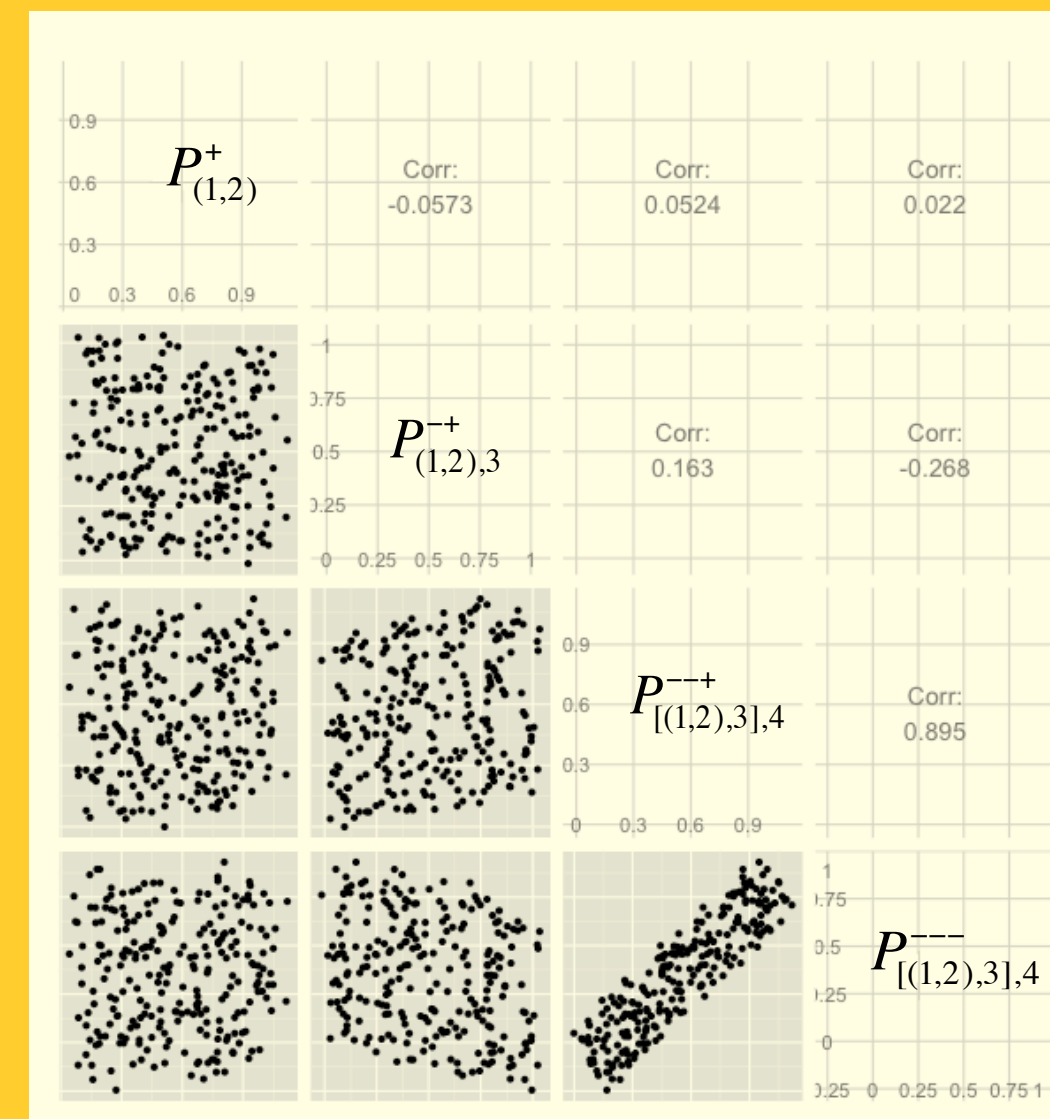 0.9
0.6
0.3
0 0.3 0.6 0.9
P^{+}_{(1,2)}
Corr:
-0.0573
Corr:
0.0524
Corr:
0.022
1
0.75
0.5
0.25
0 0.25 0.5 0.75 1
P^{−+}_{(1,2),3}
Corr:
0.163
Corr:
-0.268
0.9
0.6
0.3
0 0.3 0.6 0.9
P^{−−+}_{[(1,2),3],4}
Corr:
0.895
1
0.75
0.5
0.25
0
0.25 0 0.25 0.5 0.75 1
P^{−−−}_{[(1,2),3],4}